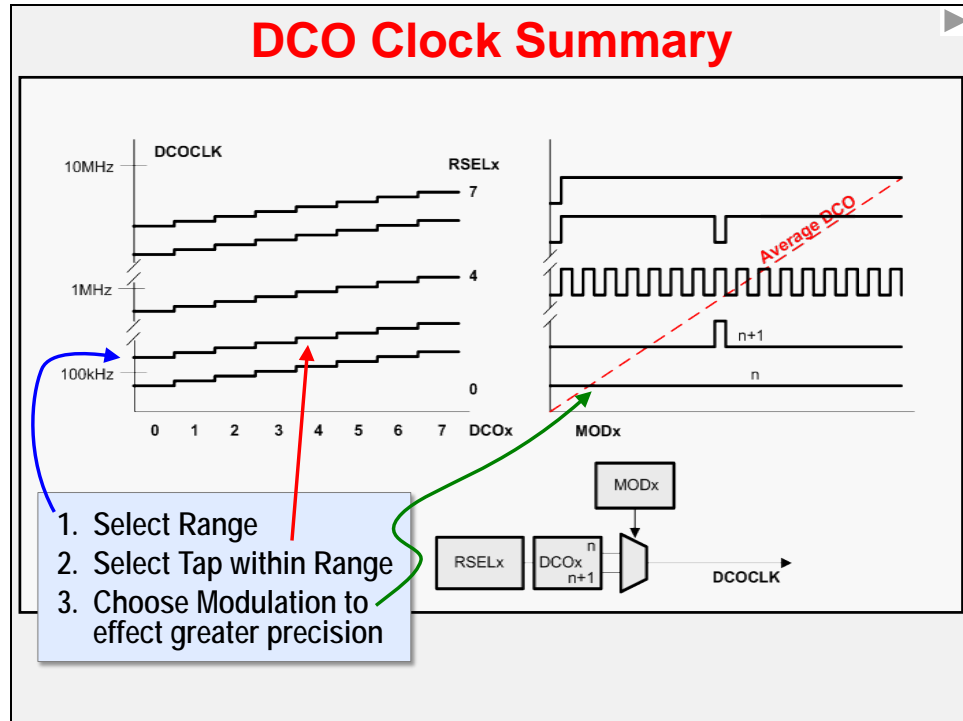 DCO Clock Summary
DCOCLK
RSELx
10MHz
7
1MHz
4
100kHz
0
0 1 2 3 4 5 6 7 DCOx
Average DCO
n+1
n
MODx
1. Select Range
2. Select Tap within Range
3. Choose Modulation to
effect greater precision
MODx
RSELx
DCOx
n
n+1
DCOCLK